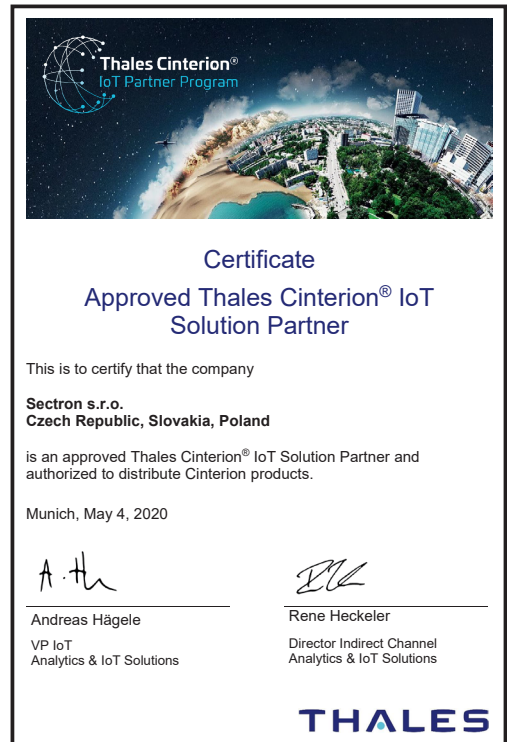 Thales Cinterion®
IoT Partner Program
Certificate
Approved Thales Cinterion® IoT
Solution Partner
This is to certify that the company
Sectron s.r.o.
Czech Republic, Slovakia, Poland
is an approved Thales Cinterion® IoT Solution Partner and
authorized to distribute Cinterion products.
Munich, May 4, 2020
Andreas Hägele
VP IoT
Analytics & IoT Solutions
Rene Heckeler
Director Indirect Channel
Analytics & IoT Solutions
THALES